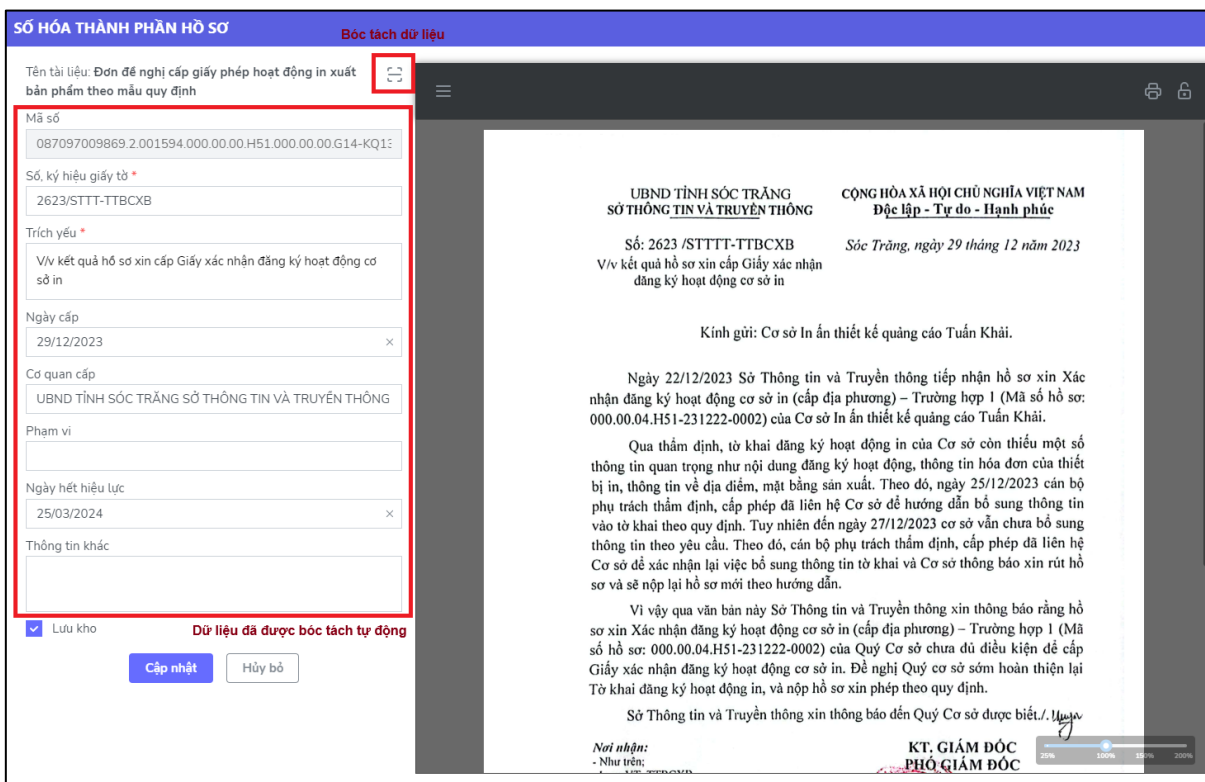 SỐ HÓA THÀNH PHẦN HỒ SƠ
Bóc tách dữ liệu
Tên tài liệu: Đơn đề nghị cấp giấy phép hoạt động in xuất
bản phẩm theo mẫu quy định
Mã số
087097009869.2.001594.000.00.00.H51.000.00.00.G14-KQ13
Số, ký hiệu giấy tờ *
2623/STTT-TTBCXB
Trích yếu *
V/v kết quả hồ sơ xin cấp Giấy xác nhận đăng ký hoạt động cơ
sở in
Ngày cấp
29/12/2023 ×
Cơ quan cấp
UBND TỈNH SÓC TRĂNG SỞ THÔNG TIN VÀ TRUYỀN THÔNG
Phạm vi
Ngày hết hiệu lực
25/03/2024 ×
Thông tin khác
Lưu kho
Dữ liệu đã được bóc tách tự động
Cập nhật
Hủy bỏ
UBND TỈNH SÓC TRĂNG
SỞ THÔNG TIN VÀ TRUYỀN THÔNG
CỘNG HÒA XÃ HỘI CHỦ NGHĨA VIỆT NAM
Độc lập - Tự do - Hạnh phúc
Số: 2623 /STTTT-TTBCXB
V/v kết quả hồ sơ xin cấp Giấy xác nhận
đăng ký hoạt động cơ sở in
Sóc Trăng, ngày 29 tháng 12 năm 2023
Kính gửi: Cơ sở In ấn thiết kế quảng cáo Tuấn Khải.
Ngày 22/12/2023 Sở Thông tin và Truyền thông tiếp nhận hồ sơ xin Xác
nhận đăng ký hoạt động cơ sở in (cấp địa phương) – Trường hợp 1 (Mã số hồ sơ:
000.00.04.H51-231222-0002) của Cơ sở In ấn thiết kế quảng cáo Tuấn Khải.
Qua thẩm định, tờ khai đăng ký hoạt động in của Cơ sở còn thiếu một số
thông tin quan trọng như nội dung đăng ký hoạt động, thông tin hóa đơn của thiết
bị in, thông tin về địa điểm, mặt bằng sản xuất. Theo đó, ngày 25/12/2023 cán bộ
phụ trách thẩm định, cấp phép đã liên hệ Cơ sở để hướng dẫn bổ sung thông tin
vào tờ khai theo quy định. Tuy nhiên đến ngày 27/12/2023 cơ sở vẫn chưa bổ sung
thông tin theo yêu cầu. Theo đó, cán bộ phụ trách thẩm định, cấp phép đã liên hệ
Cơ sở để xác nhận lại việc bổ sung thông tin tờ khai và Cơ sở thông báo xin rút hồ
sơ và sẽ nộp lại hồ sơ mới theo hướng dẫn.
Vì vậy qua văn bản này Sở Thông tin và Truyền thông xin thông báo rằng hồ
sơ xin Xác nhận đăng ký hoạt động cơ sở in (cấp địa phương) – Trường hợp 1 (Mã
số hồ sơ: 000.00.04.H51-231222-0002) của Quý Cơ sở chưa đủ điều kiện để cấp
Giấy xác nhận đăng ký hoạt động cơ sở in. Đề nghị Quý cơ sở sớm hoàn thiện lại
Tờ khai đăng ký hoạt động in, và nộp hồ sơ xin phép theo quy định.
Sở Thông tin và Truyền thông xin thông báo đến Quý Cơ sở được biết./.
Nơi nhận:
- Như trên;
KT. GIÁM ĐỐC
PHÓ GIÁM ĐỐC
25% 100% 150% 200%